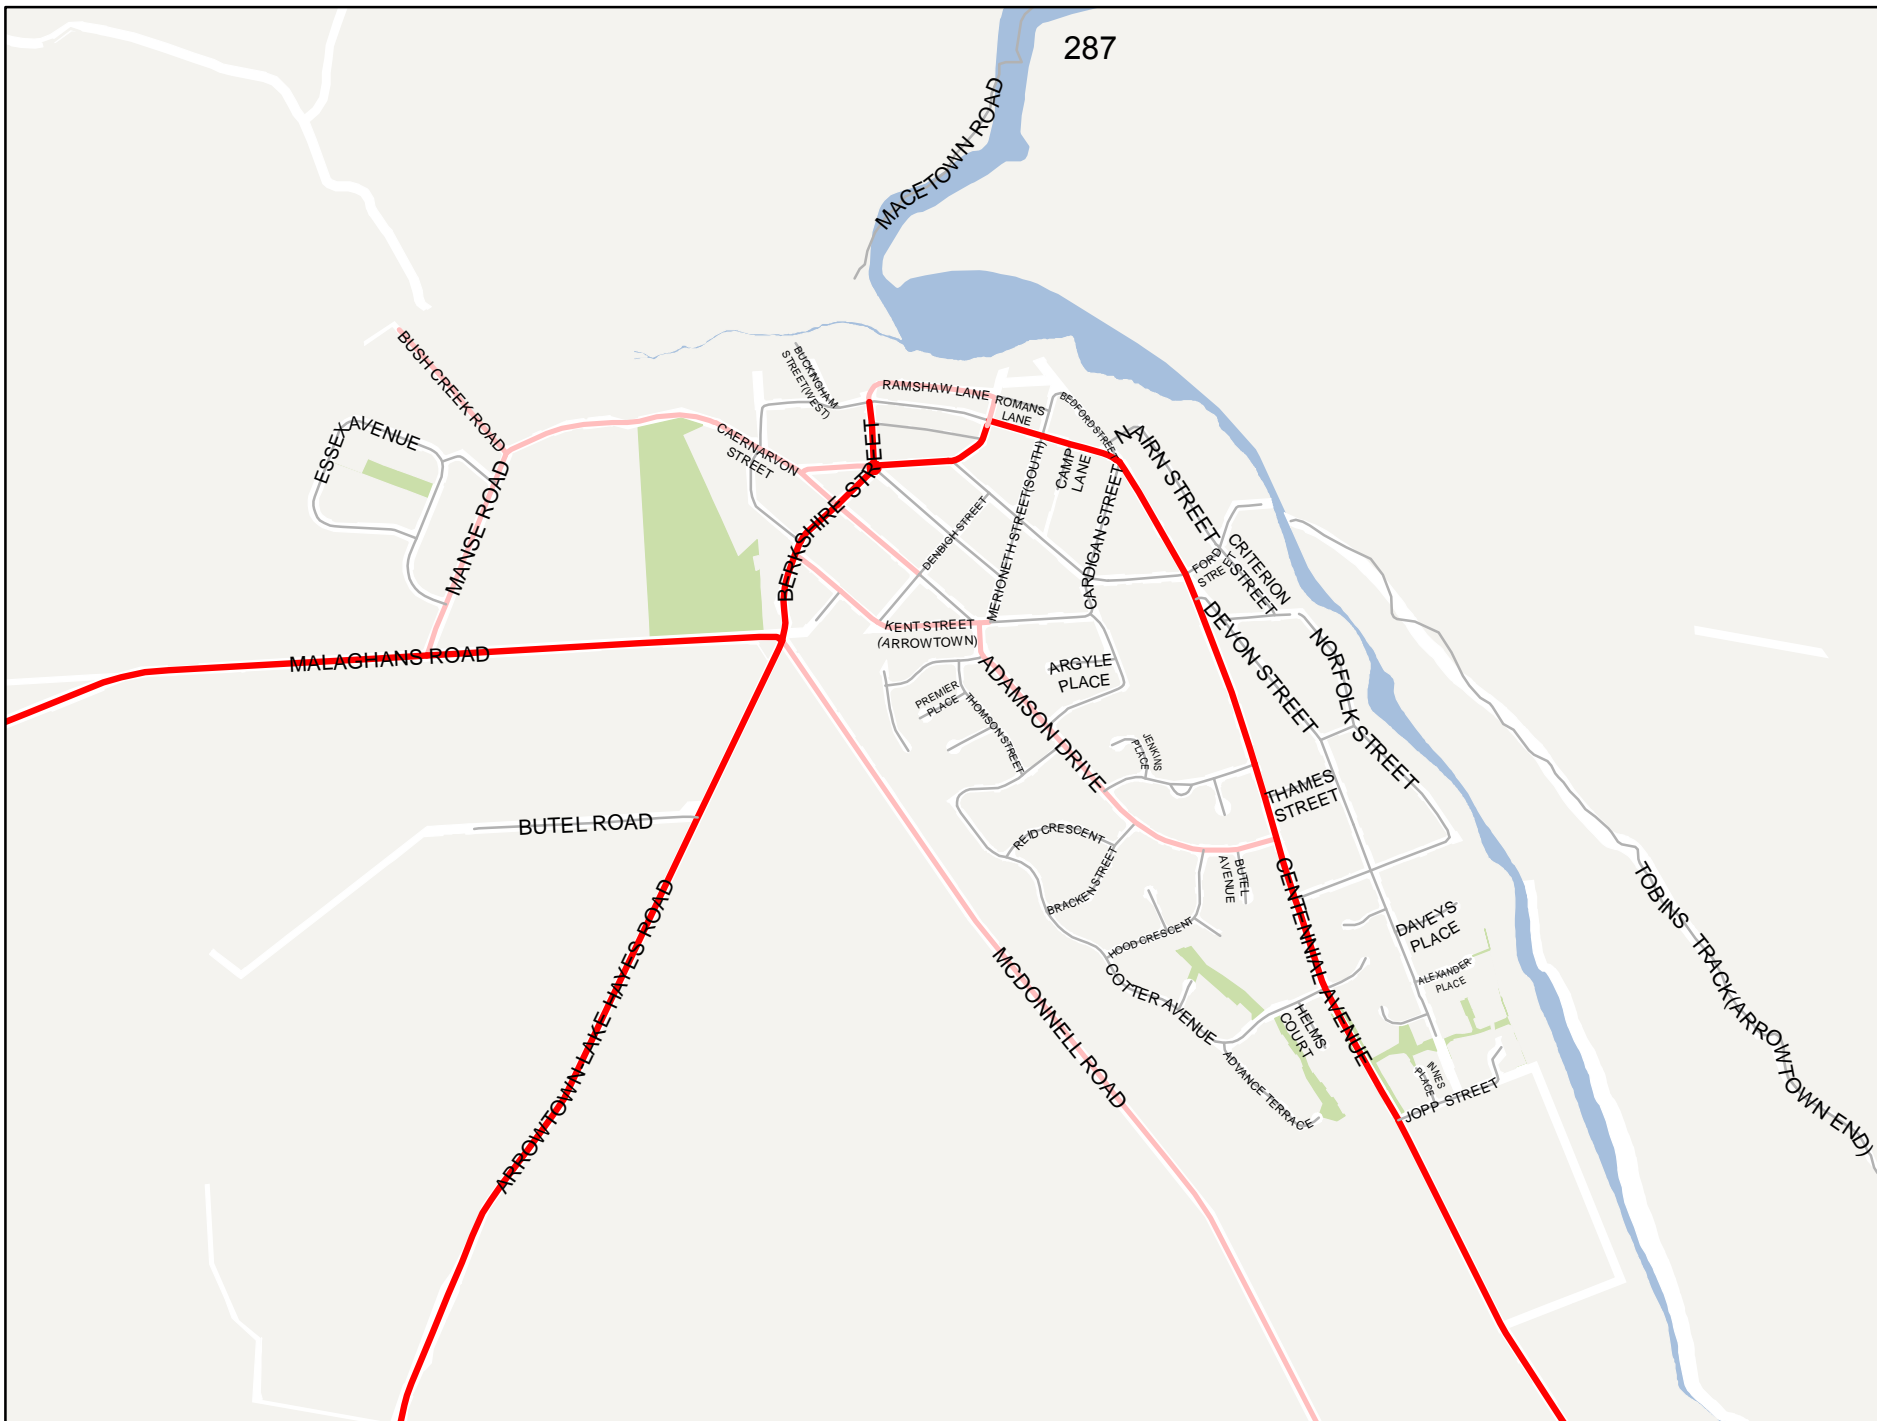 287
MACETOWN ROAD
BUSH CREEK ROAD
BUCKINGHAM
STREET(WEST)
RAMSHAW LANE
ROMANS
LANE
BEDFORD STREET
ESSEX AVENUE
CAERNARVON
STREET
BERKSHIRE STREET
CAMP
LANE
NAIRN STREET
MANSE ROAD
DENBIGH STREET
MERIONETH STREET(SOUTH)
CARDIGAN STREET
FORD
STREET
CRITERION
STREET
KENT STREET
(ARROWTOWN)
DEVON STREET
NORFOLK STREET
MALAGHANS ROAD
ADAMSON DRIVE
ARGYLE
PLACE
PREMIER
PLACE
THOMSON STREET
JENKINS
PLACE
THAMES
STREET
BUTEL ROAD
REID CRESCENT
BRACKEN STREET
BUTEL
AVENUE
CENTENNIAL AVENUE
TOBINS TRACK(ARROWTOWN END)
DAVEYS
PLACE
ARROWTOWN-LAKE HAYES ROAD
HOOD CRESCENT
MCDONNELL ROAD
COTTER AVENUE
ALEXANDER
PLACE
HELMS
COURT
ADVANCE TERRACE
INNES
PLACE
JOPP STREET